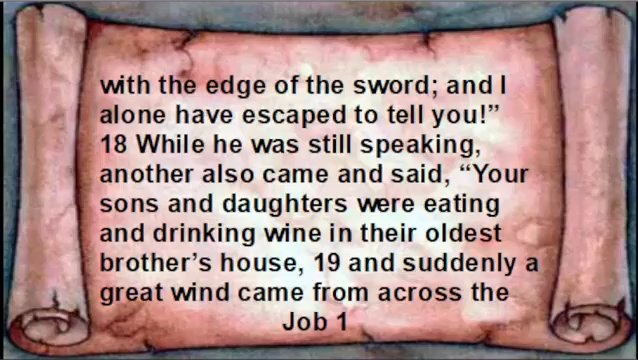 with the edge of the sword; and I
alone have escaped to tell you!”
18 While he was still speaking,
another also came and said, “Your
sons and daughters were eating
and drinking wine in their oldest
brother’s house, 19 and suddenly a
great wind came from across the
Job 1